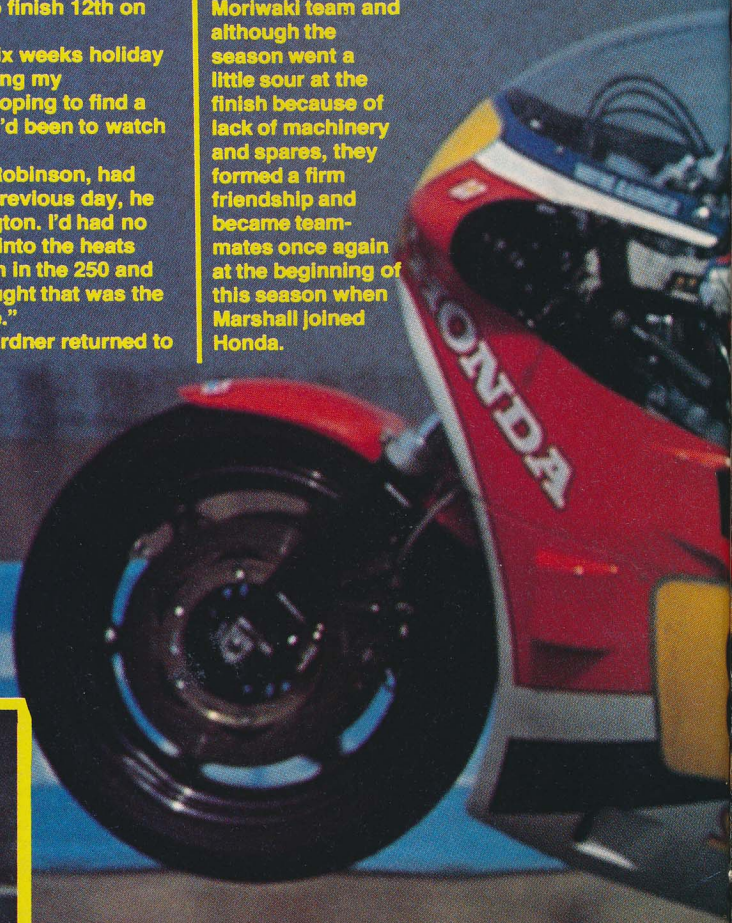 finish 12th on
ix weeks holiday
ng my
oping to find a
'd been to watch
Robinson, had
revious day, he
gton. I'd had no
into the heats
n in the 250 and
ught that was the
."
rdner returned to
Moriwaki team and
although the
season went a
little sour at the
finish because of
lack of machinery
and spares, they
formed a firm
friendship and
became team-
mates once again
at the beginning of
this season when
Marshall joined
Honda.
HONDA